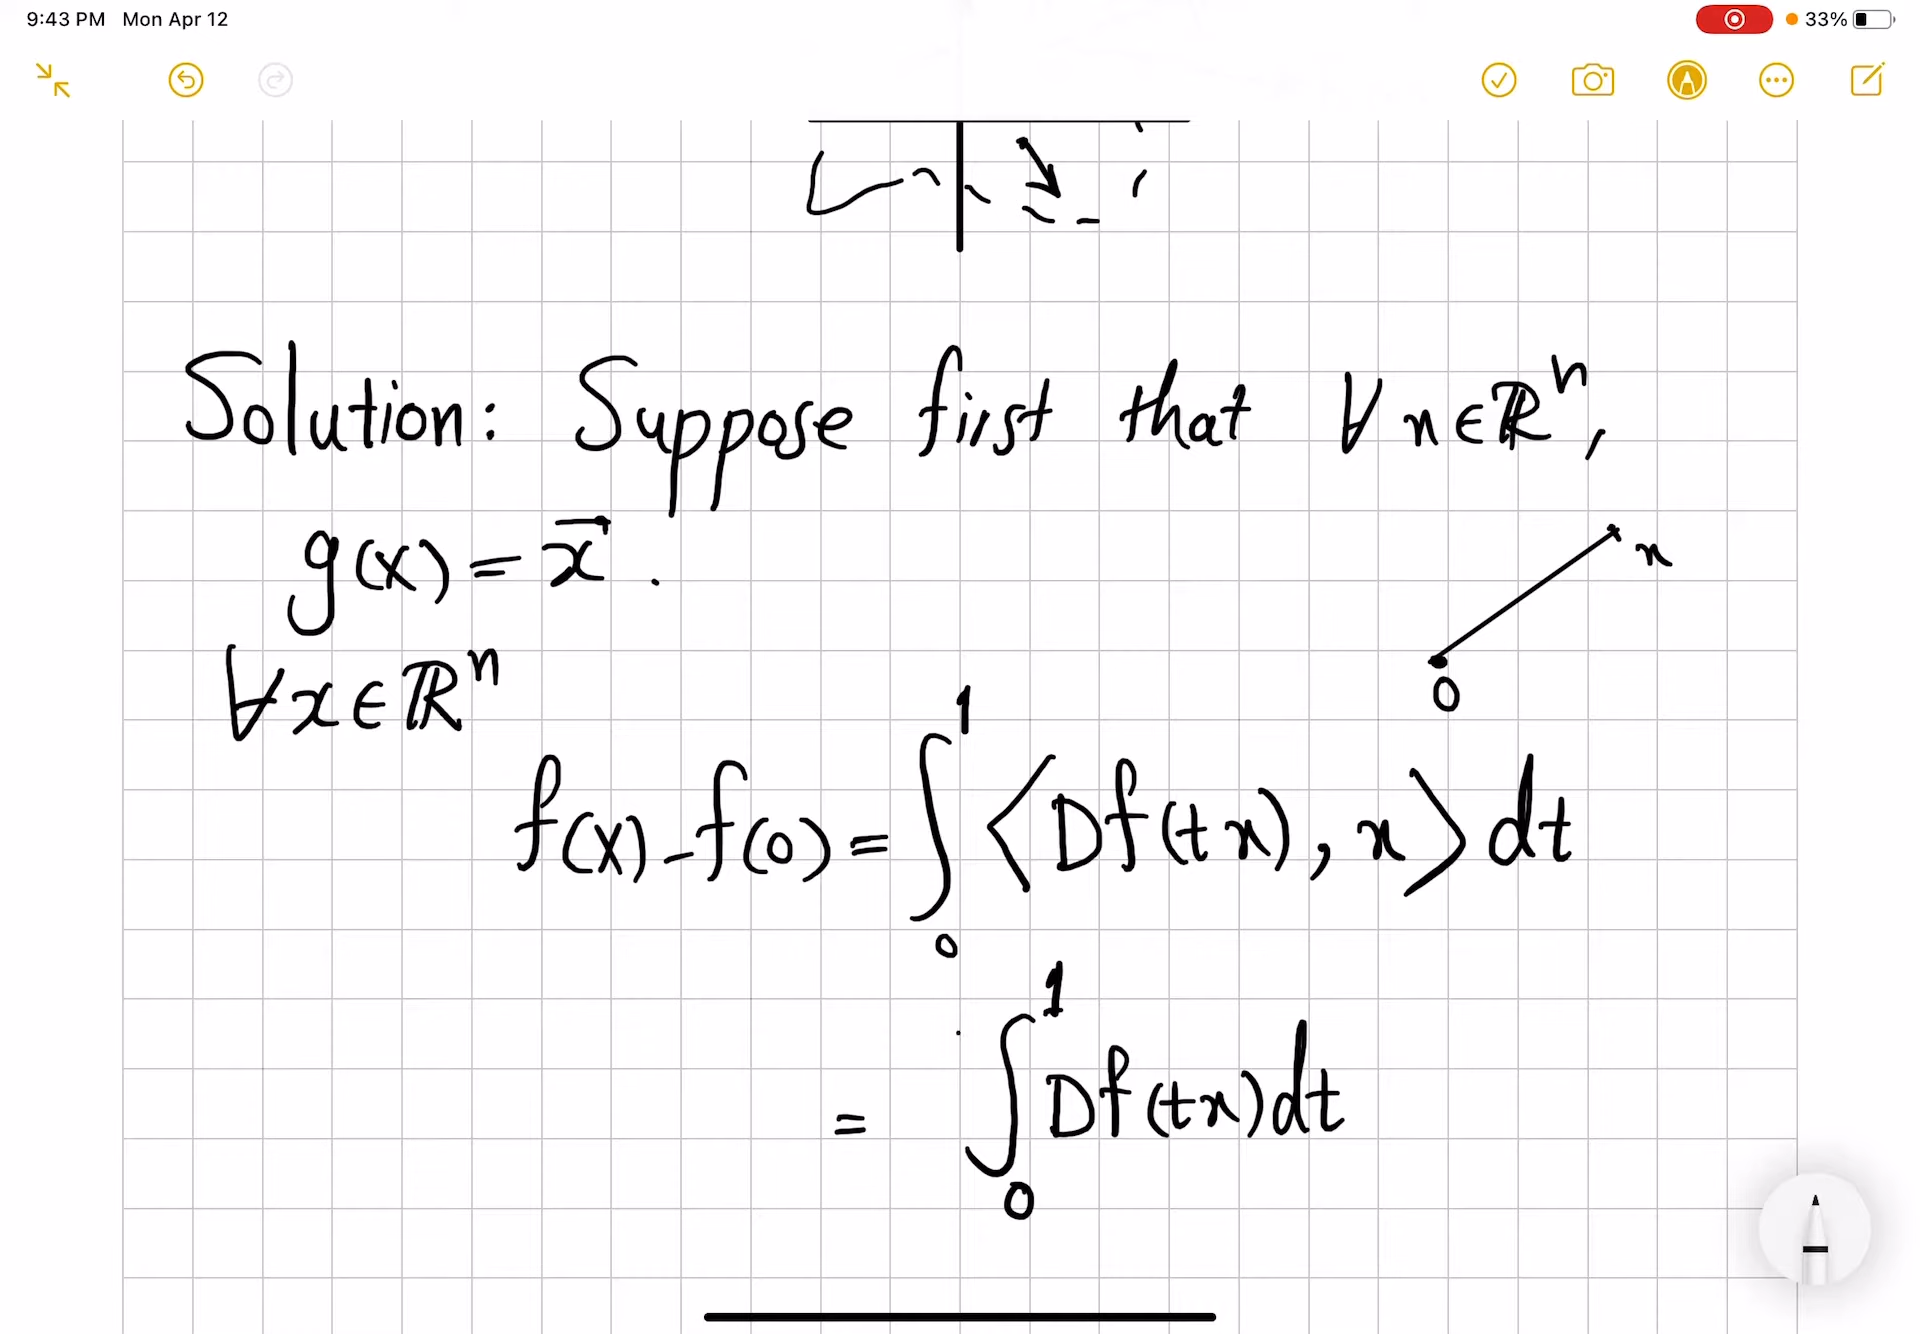 9:43 PM Mon Apr 12 33%
Solution: Suppose first that ∀ x∈ℝⁿ,
g(x) = x⃗ .
x
∀x∈ℝⁿ
0
f(x) - f(0) = ∫₀¹ ⟨Df(tx), x⟩ dt
= ∫₀¹ Df(tx)dt